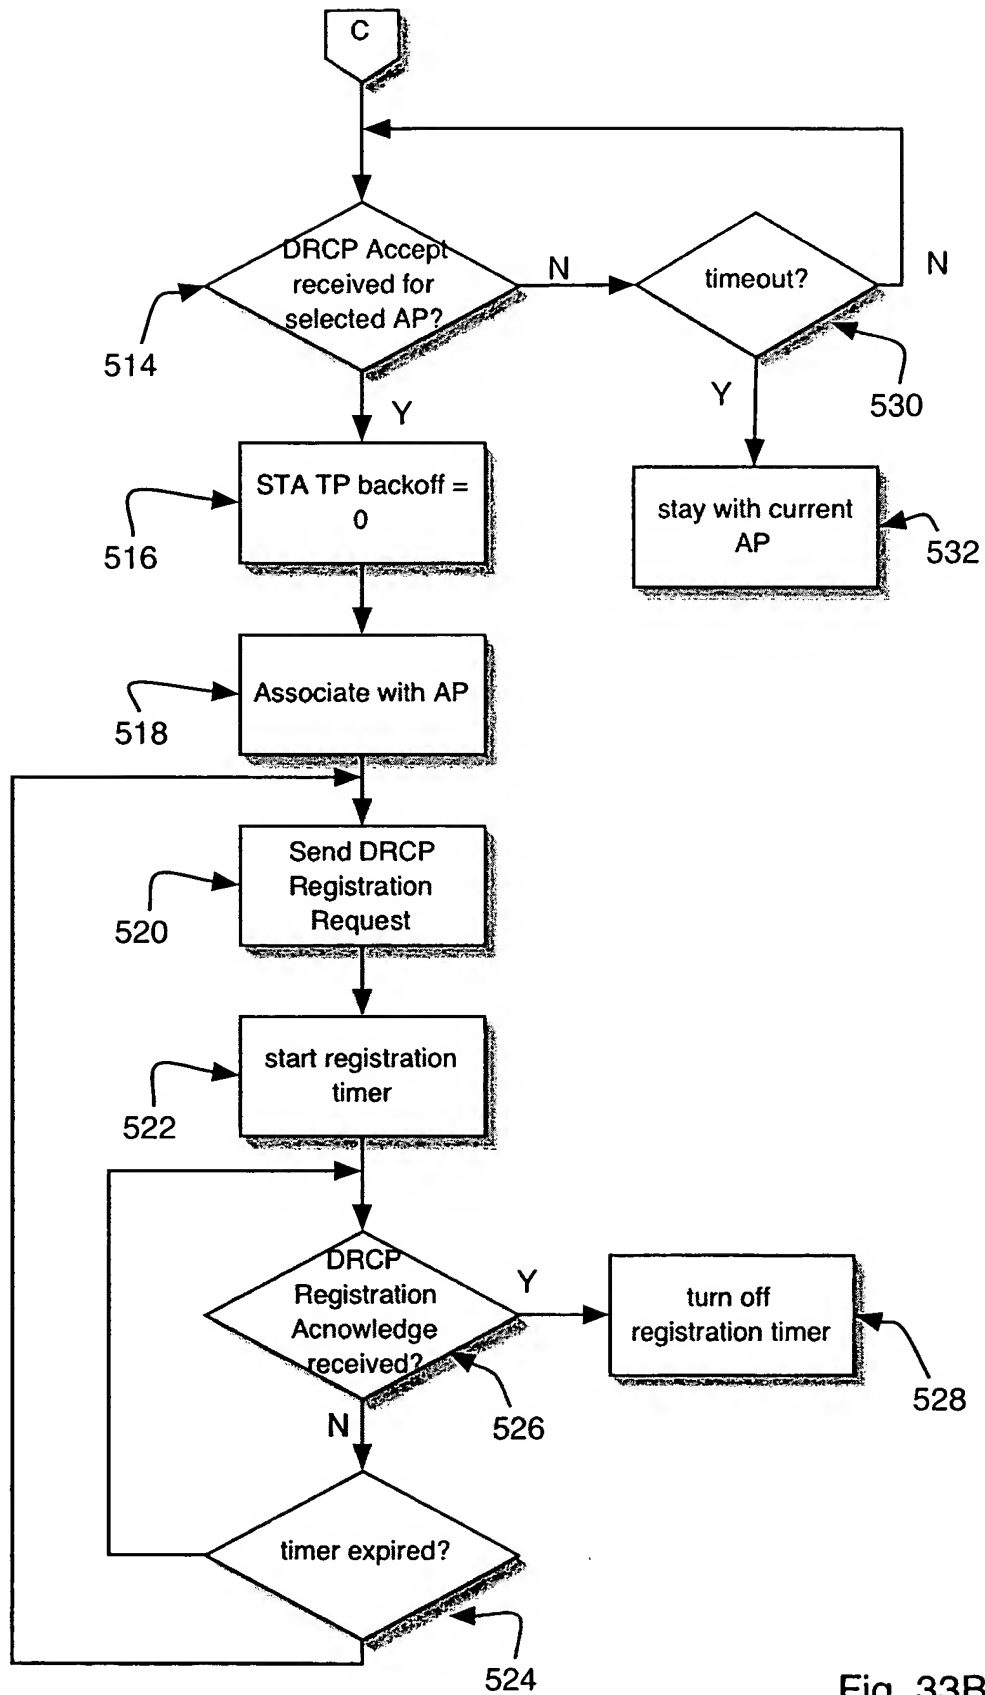 C
DRCP Accept
received for
selected AP?
N
timeout?
N
514
Y
Y
530
STA TP backoff =
0
516
stay with current
AP
532
Associate with AP
518
Send DRCP
Registration
Request
520
start registration
timer
522
DRCP
Registration
Acnowledge
received?
Y
turn off
registration timer
528
526
N
timer expired?
524
Fig. 33B